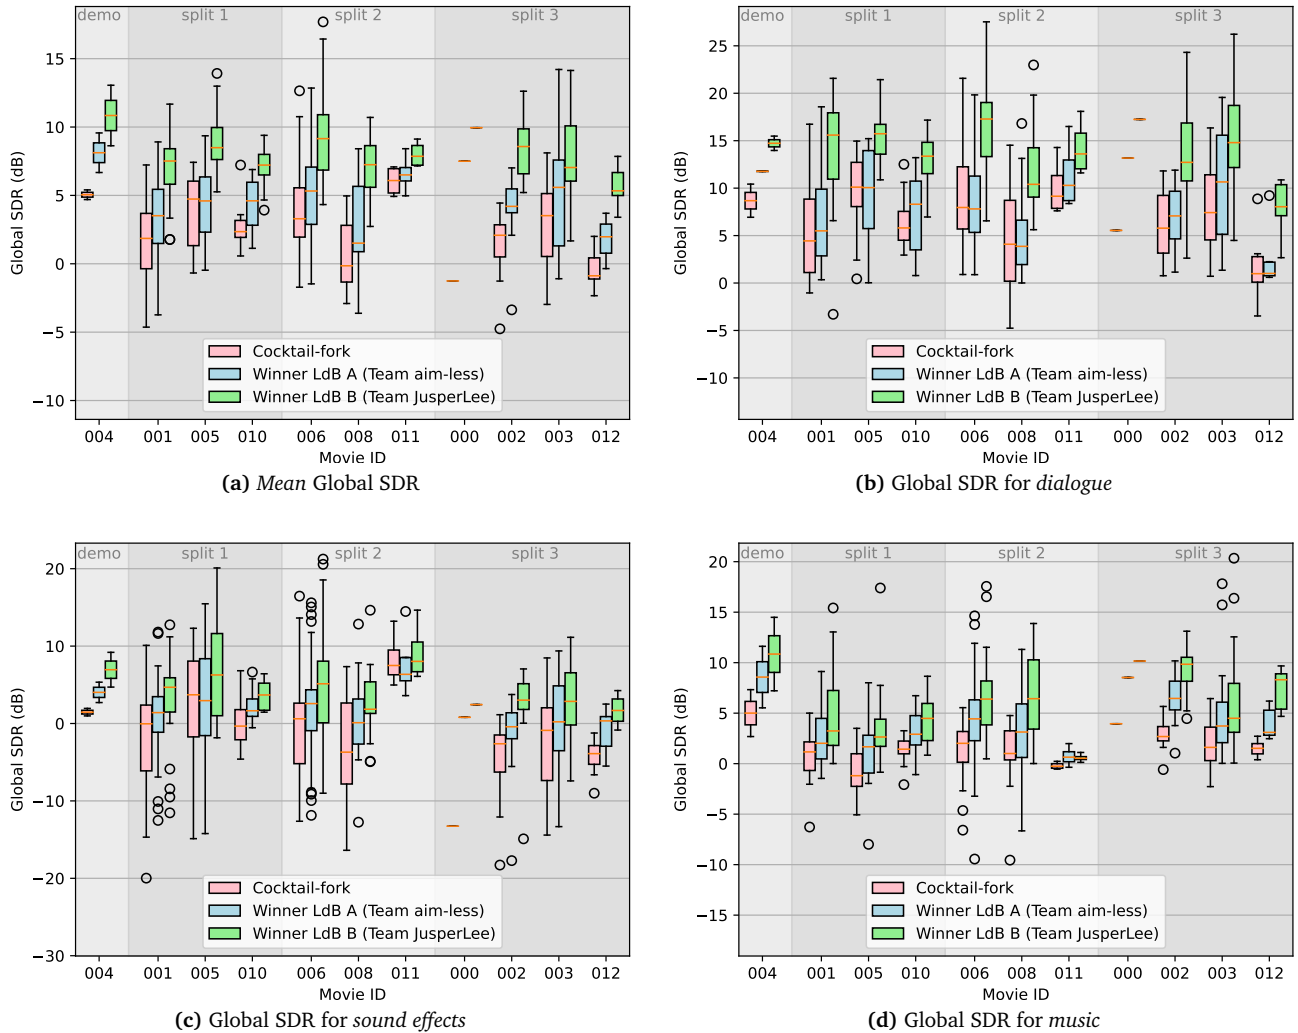 demo split 1 split 2 split 3
15
10
5
0
−5
−10
Global SDR (dB)
Cocktail-fork
Winner LdB A (Team aim-less)
Winner LdB B (Team JusperLee)
004 001 005 010 006 008 011 000 002 003 012
Movie ID
(a) Mean Global SDR
demo split 1 split 2 split 3
25
20
15
10
5
0
−5
−10
Global SDR (dB)
Cocktail-fork
Winner LdB A (Team aim-less)
Winner LdB B (Team JusperLee)
004 001 005 010 006 008 011 000 002 003 012
Movie ID
(b) Global SDR for dialogue
demo split 1 split 2 split 3
20
10
0
−10
−20
−30
Global SDR (dB)
Cocktail-fork
Winner LdB A (Team aim-less)
Winner LdB B (Team JusperLee)
004 001 005 010 006 008 011 000 002 003 012
Movie ID
(c) Global SDR for sound effects
demo split 1 split 2 split 3
20
15
10
5
0
−5
−10
−15
Global SDR (dB)
Cocktail-fork
Winner LdB A (Team aim-less)
Winner LdB B (Team JusperLee)
004 001 005 010 006 008 011 000 002 003 012
Movie ID
(d) Global SDR for music